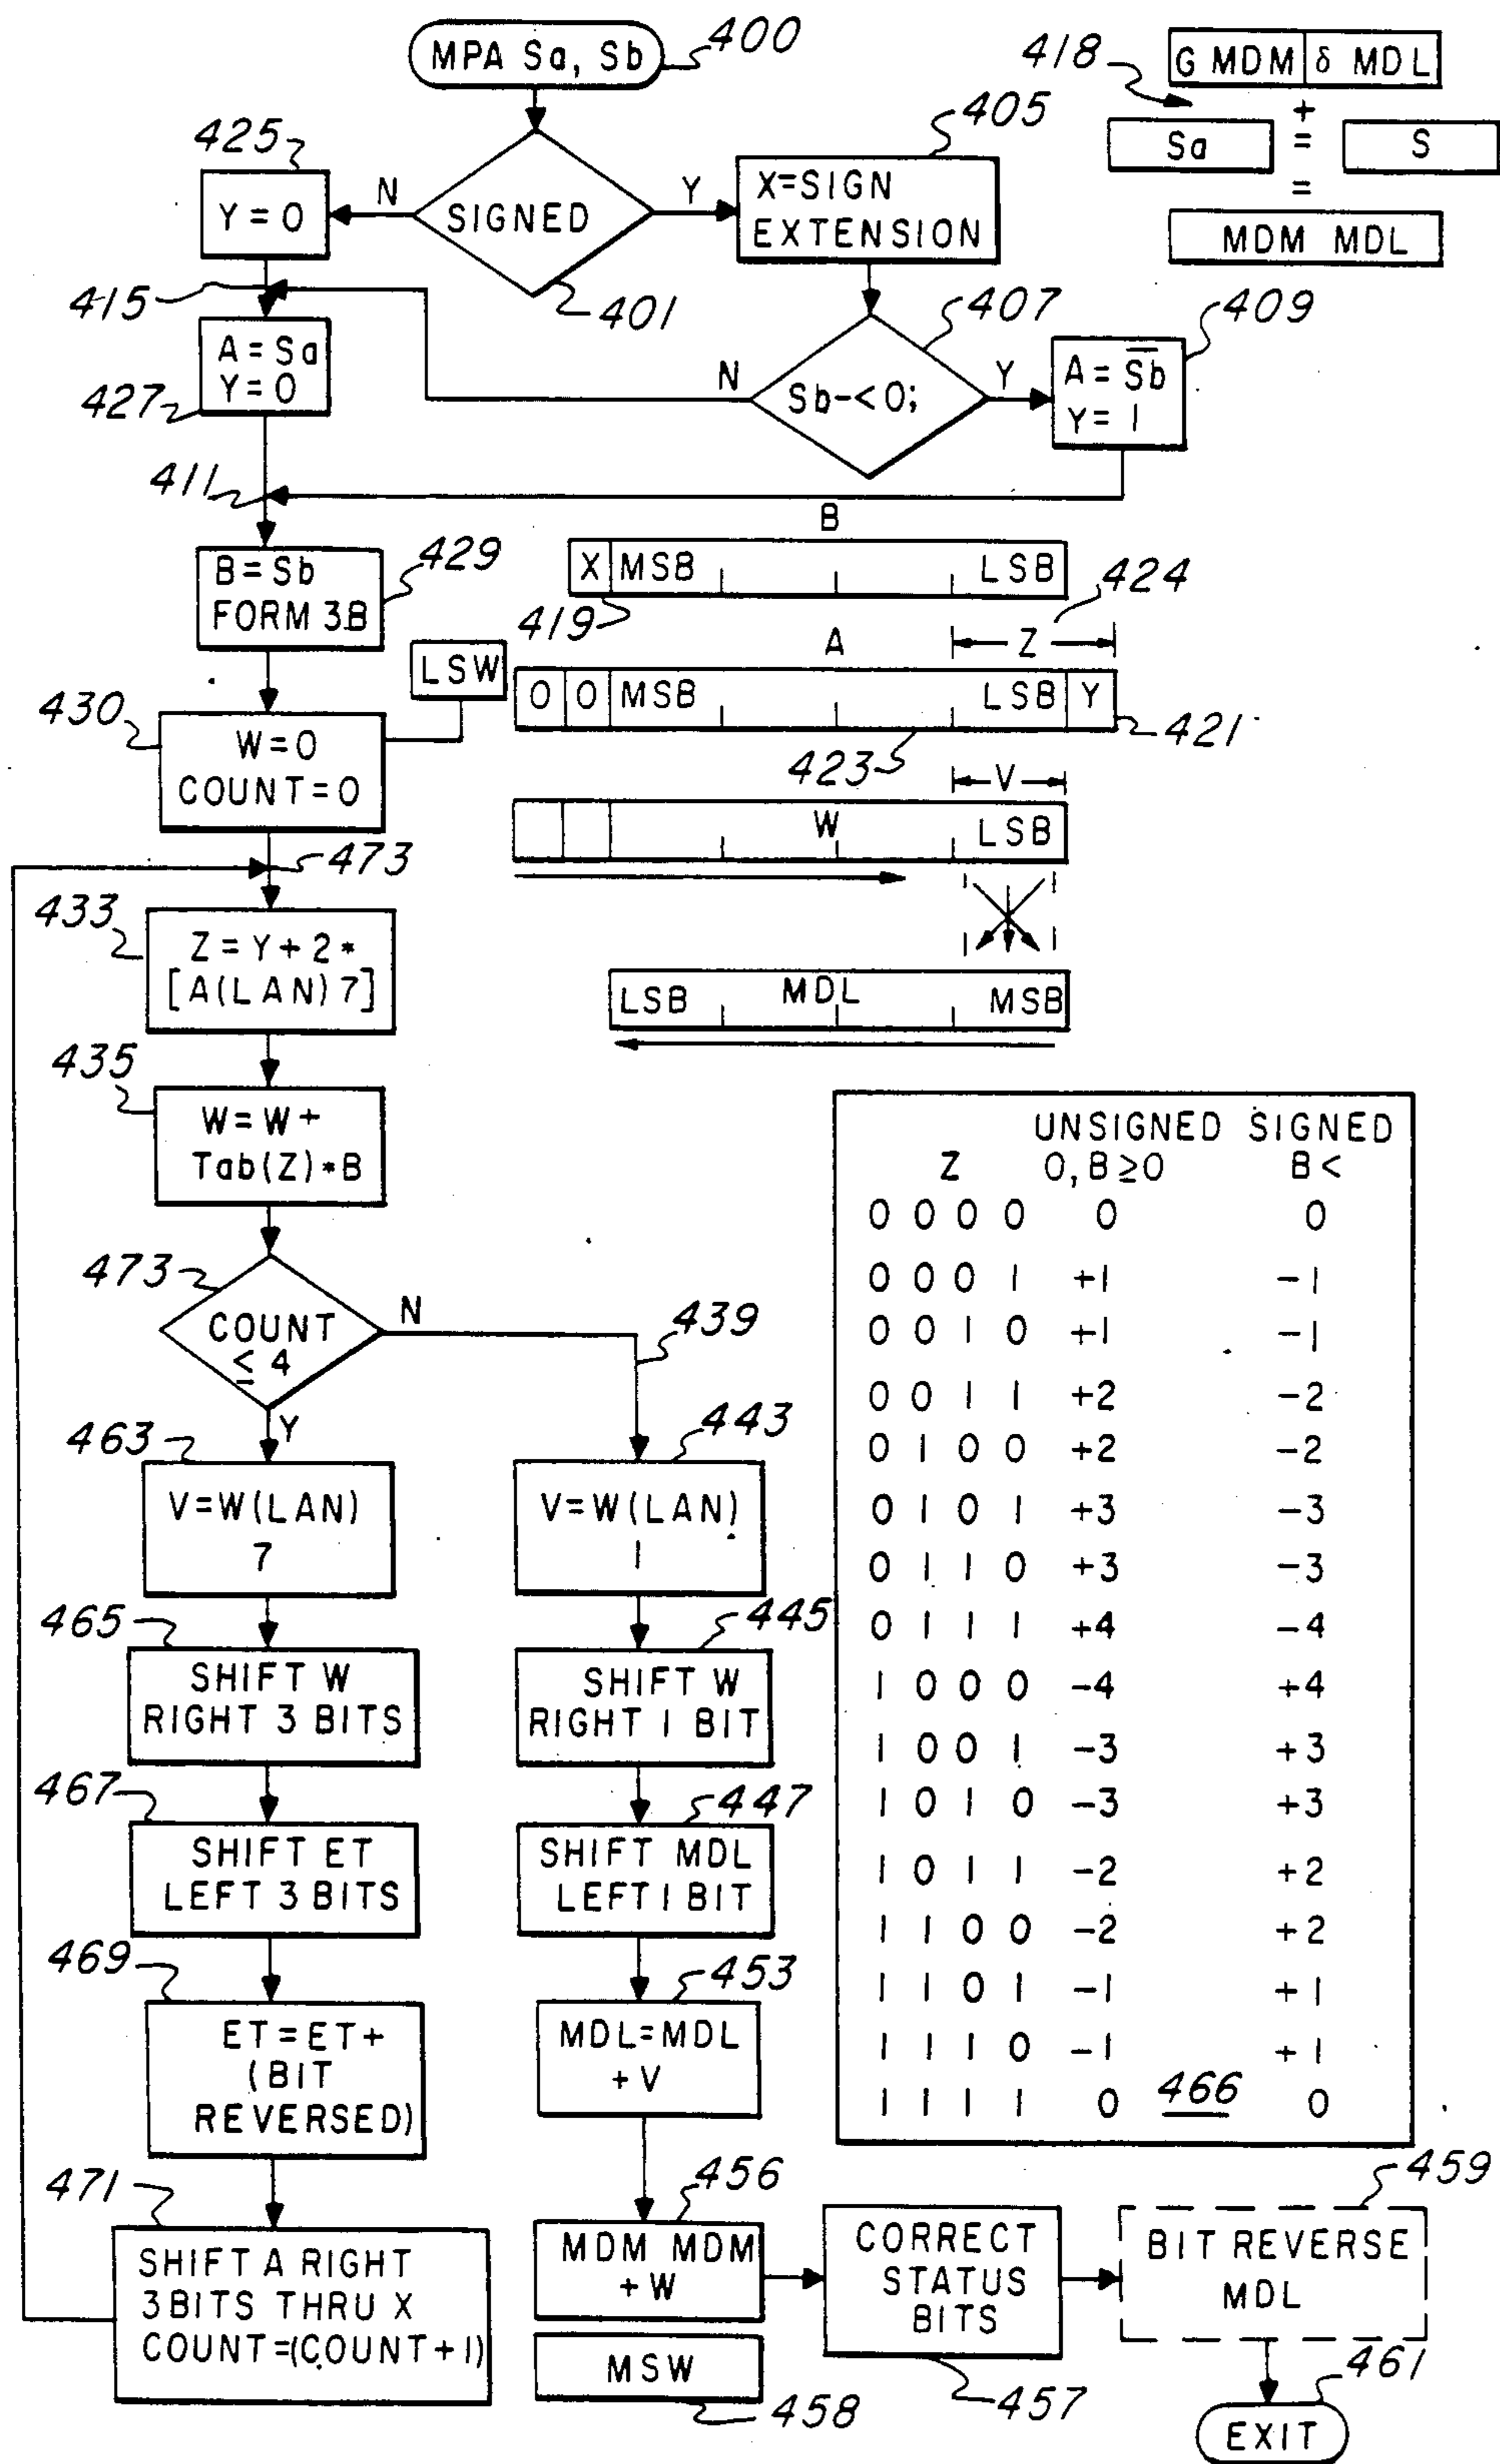 MPA Sa, Sb
400
418
G MDM δ MDL
+
Sa = S
=
MDM MDL
425
405
Y = 0
N
SIGNED
Y
X=SIGN
EXTENSION
415
401
407
409
A = Sa
Y = 0
427
N
Sb-<0;
Y
A = S̅b̅
Y = 1
411
B
B=Sb
FORM 3.B
429
X MSB LSB
419
424
A
Z
LSW
0 0 MSB LSB Y
421
430
W=0
COUNT=0
423
V
W LSB
473
433
Z = Y + 2 *
[A(LAN) 7]
LSB MDL MSB
435
W= W +
Tab(Z)*B
UNSIGNED SIGNED
Z 0, B ≥0 B <
0 0 0 0 0 0
0 0 0 1 +1 -1
0 0 1 0 +1 -1
0 0 1 1 +2 -2
0 1 0 0 +2 -2
0 1 0 1 +3 -3
0 1 1 0 +3 -3
0 1 1 1 +4 -4
1 0 0 0 -4 +4
1 0 0 1 -3 +3
1 0 1 0 -3 +3
1 0 1 1 -2 +2
1 1 0 0 -2 +2
1 1 0 1 -1 +1
1 1 1 0 -1 +1
1 1 1 1 0 466 0
473
COUNT
≤ 4
N
439
Y
463
V=W(LAN)
7
443
V=W(LAN)
1
465
SHIFT W
RIGHT 3 BITS
445
SHIFT W
RIGHT 1 BIT
467
SHIFT ET
LEFT 3 BITS
447
SHIFT MDL
LEFT 1 BIT
469
ET=ET+
(BIT
REVERSED)
453
MDL=MDL
+V
471
SHIFT A RIGHT
3 BITS THRU X
COUNT=(COUNT+1)
456
MDM MDM
+ W
MSW
458
CORRECT
STATUS
BITS
457
459
BIT REVERSE
MDL
461
EXIT